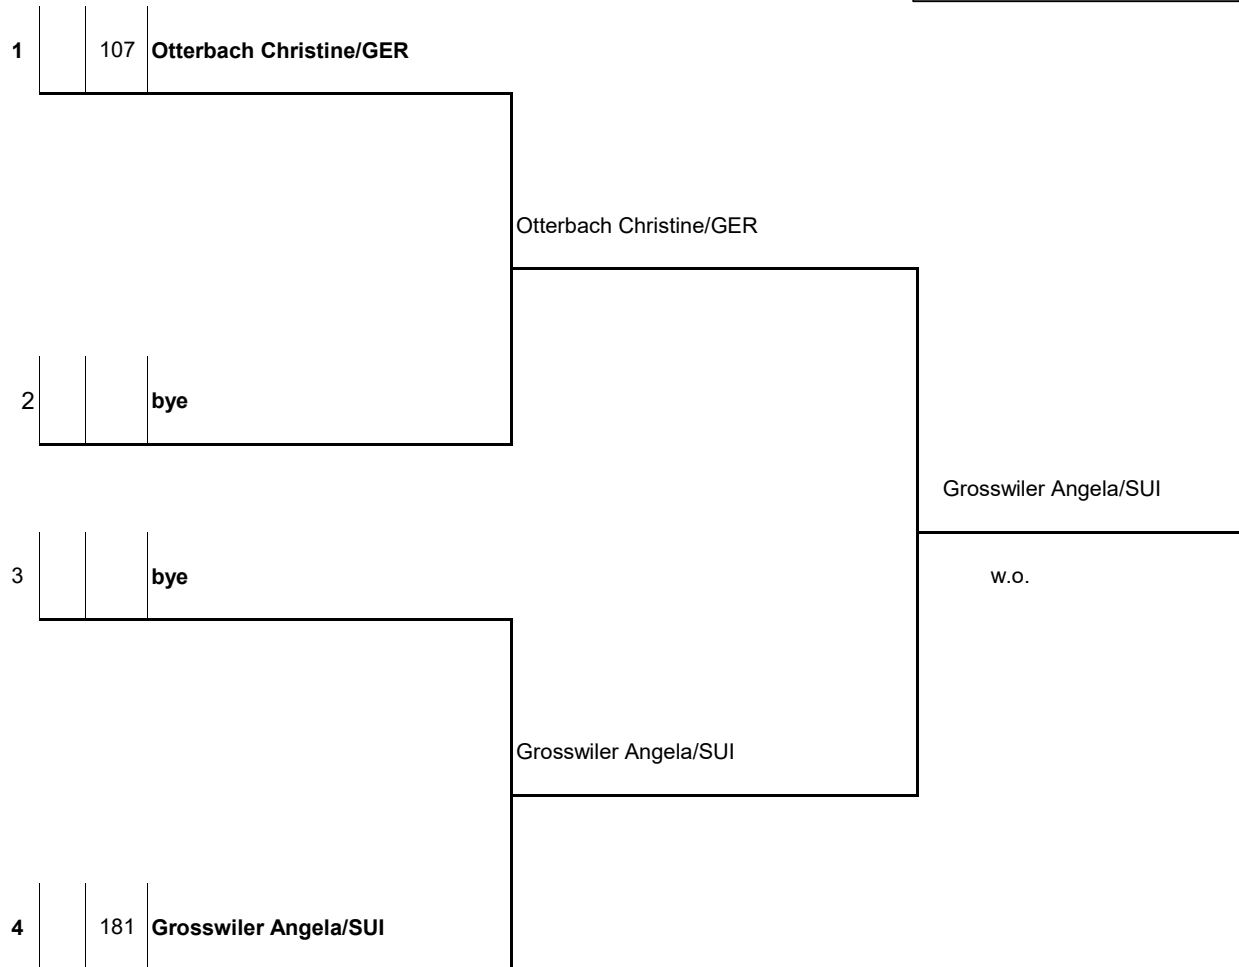 1 107 Otterbach Christine/GER
Otterbach Christine/GER
2 bye
Grosswiler Angela/SUI
3 bye
w.o.
Grosswiler Angela/SUI
4 181 Grosswiler Angela/SUI